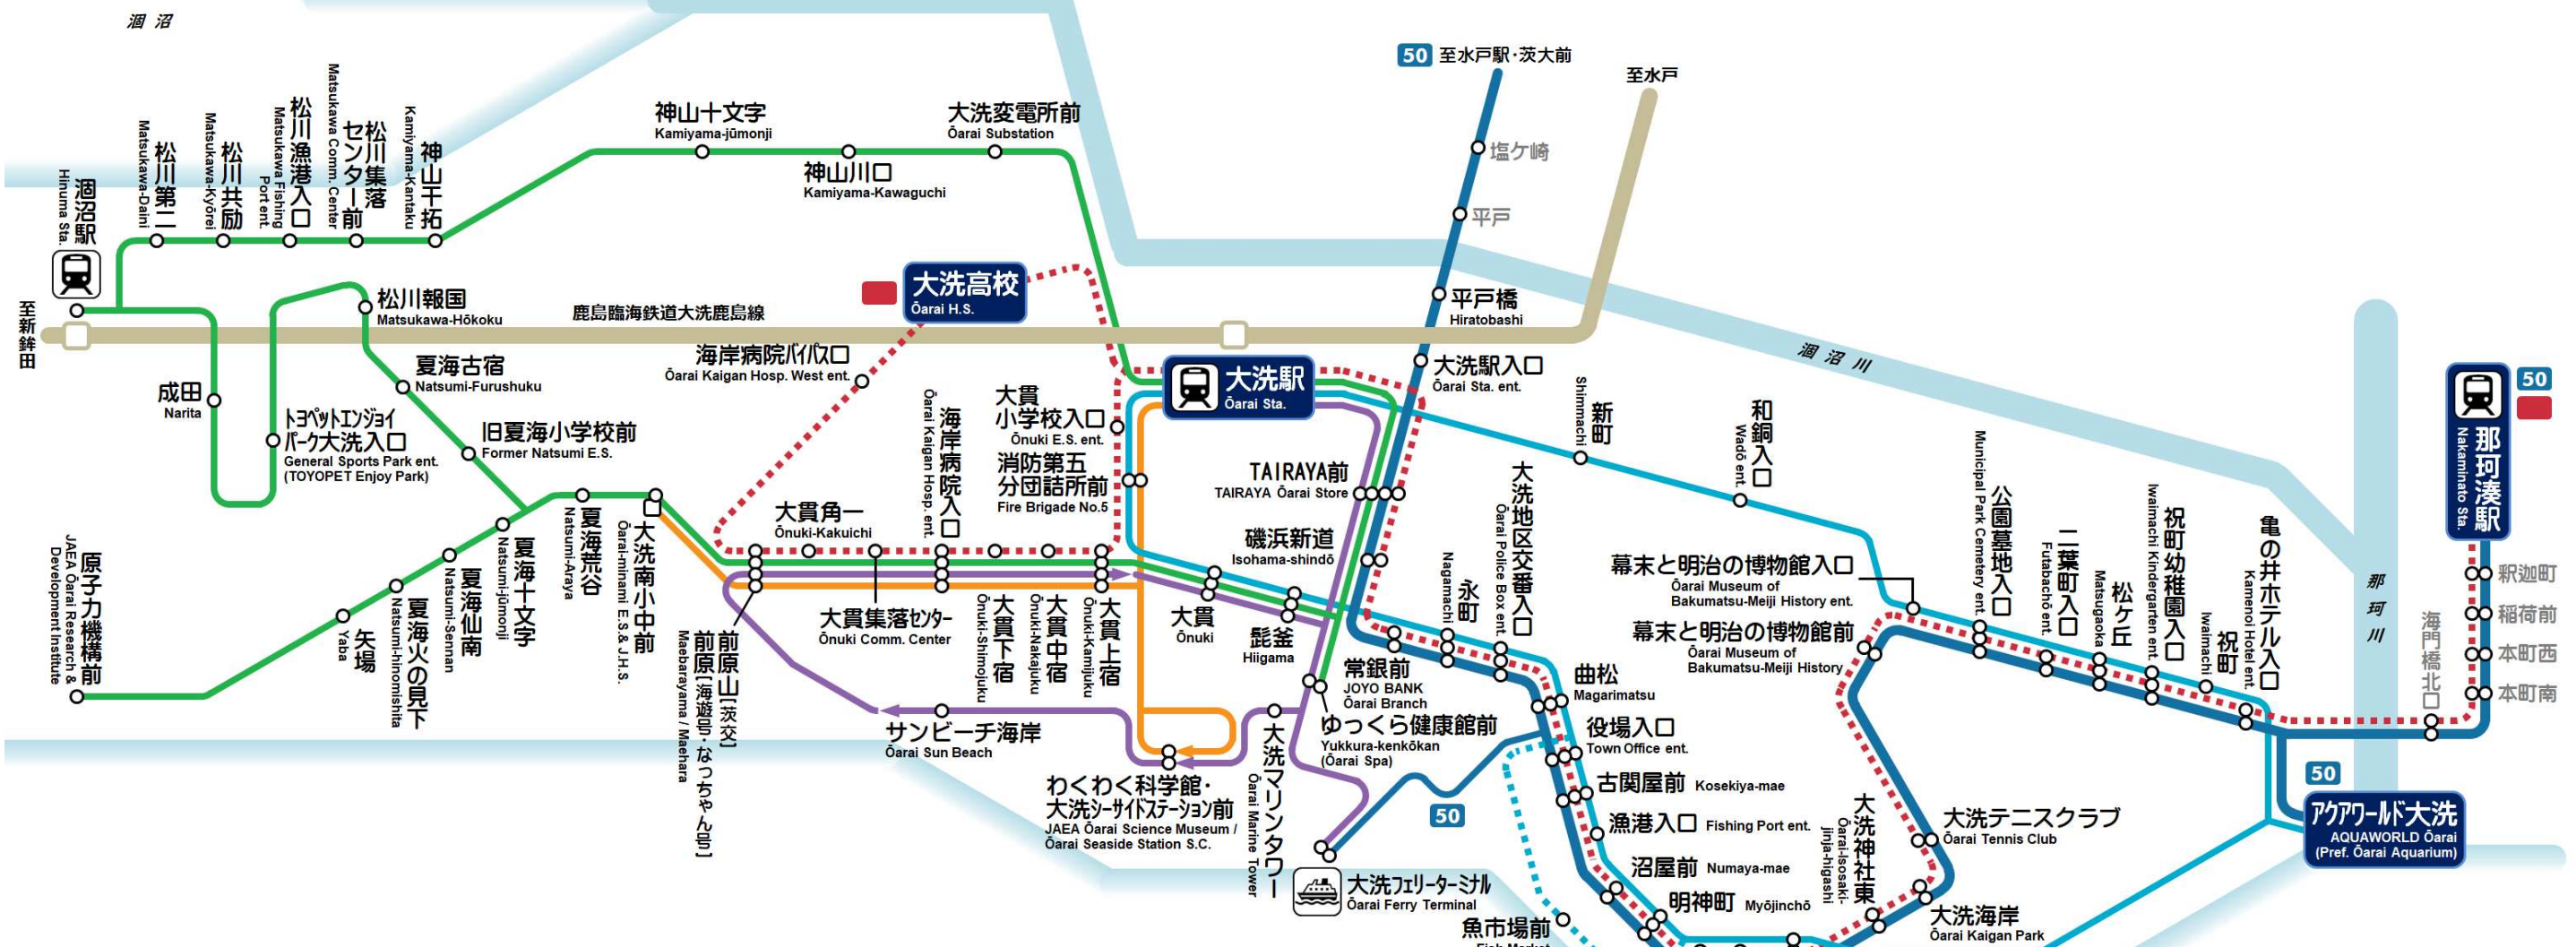 涸 沼
50 至水戸駅・茨大前
至水戸
塩ケ崎
平戸
平戸橋
Hiratobashi
大洗駅入口
Ōarai Sta. ent.
神山十文字
Kamiyama-jūmonji
神山川口
Kamiyama-Kawaguchi
大洗変電所前
Ōarai Substation
涸沼駅
Hinuma Sta.
松川第二
Matsukawa-Daini
松川共励
Matsukawa-Kyōrei
松川漁港入口
Matsukawa Fishing
Port ent.
松川集落
センター前
Matsukawa Comm. Center
神山干拓
Kamiyama-Kantaku
至新鉾田
鹿島臨海鉄道大洗鹿島線
松川報国
Matsukawa-Hōkoku
成田
Narita
トヨペットエンジョイ
パーク大洗入口
General Sports Park ent.
(TOYOPET Enjoy Park)
夏海古宿
Natsumi-Furushuku
旧夏海小学校前
Former Natsumi E.S.
原子力機構前
JAEA Ōarai Research &
Development Institute
矢場
Yaba
夏海火の見下
Natsumi-hinomishita
夏海仙南
Natsumi-Sennan
夏海十文字
Natsumi-jūmonji
夏海荒谷
Natsumi-Araya
大洗南小中前
Ōarai-minami E.S.& J.H.S.
大洗高校
Ōarai H.S.
海岸病院バイパス口
Ōarai Kaigan Hosp. West ent.
大貫角一
Ōnuki-Kakuichi
大貫集落センター
Ōnuki Comm. Center
海岸病院入口
Ōarai Kaigan Hosp. ent.
大貫
小学校入口
Ōnuki E.S. ent.
消防第五
分団詰所前
Fire Brigade No.5
前原山[茨交]
前原[海遊号・なっちゃん号]
Maebarayama / Maehara
大貫下宿
Ōnuki-Shimojuku
大貫中宿
Ōnuki-Nakajuku
大貫上宿
Ōnuki-Kamijuku
大洗駅
Ōarai Sta.
TAIRAYA前
TAIRAYA Ōarai Store
磯浜新道
Isohama-shindō
大貫
Ōnuki
髭釜
Hiigama
サンビーチ海岸
Ōarai Sun Beach
わくわく科学館・
大洗シーサイドステーション前
JAEA Ōarai Science Museum /
Ōarai Seaside Station S.C.
大洗マリンタワー
Ōarai Marine Tower
常銀前
JOYO BANK
Ōarai Branch
ゆっくら健康館前
Yukkura-kenkōkan
(Ōarai Spa)
50
大洗フェリーターミナル
Ōarai Ferry Terminal
永町
Nagamachi
大洗地区交番入口
Ōarai Police Box ent.
新町
Shimmachi
和銅入口
Wadō ent.
涸 沼 川
曲松
Magarimatsu
役場入口
Town Office ent.
古関屋前 Kosekiya-mae
漁港入口 Fishing Port ent.
沼屋前 Numaya-mae
明神町 Myōjinchō
魚市場前
Fish Market
幕末と明治の博物館入口
Ōarai Museum of
Bakumatsu-Meiji History ent.
幕末と明治の博物館前
Ōarai Museum of
Bakumatsu-Meiji History
公園墓地入口
Municipal Park Cemetery ent.
二葉町入口
Futabachō ent.
松ヶ丘
Matsugaoka
祝町幼稚園入口
Iwaimachi Kindergarten ent.
祝町
Iwaimachi
亀の井ホテル入口
Kamenoi Hotel ent.
大洗神社東
Ōarai-Isosaki-
jinja-higashi
大洗テニスクラブ
Ōarai Tennis Club
大洗海岸
Ōarai Kaigan Park
50
アクアワールド大洗
AQUAWORLD Ōarai
(Pref. Ōarai Aquarium)
那 珂 川
海門橋北口
那珂湊駅
Nakaminato Sta.
50
釈迦町
稲荷前
本町西
本町南